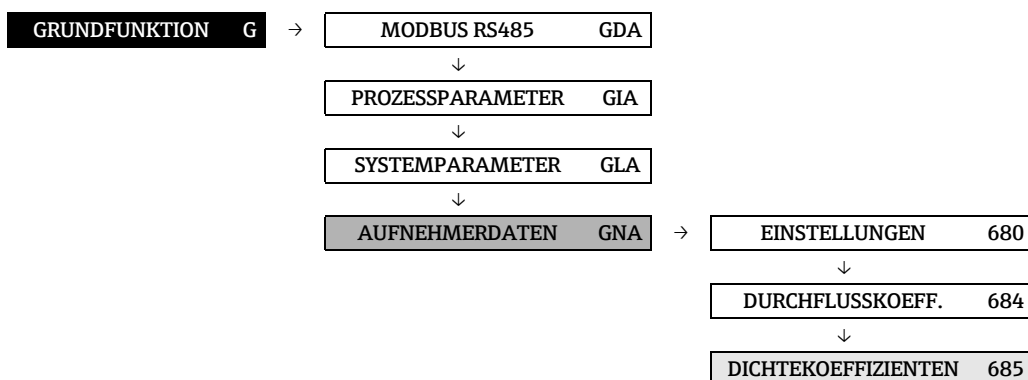 GRUNDFUNKTION G → MODBUS RS485 GDA
↓
PROZESSPARAMETER GIA
↓
SYSTEMPARAMETER GLA
↓
AUFNEHMERDATEN GNA → EINSTELLUNGEN 680
↓
DURCHFLUSSKOEFF. 684
↓
DICHTEKOEFFIZIENTEN 685